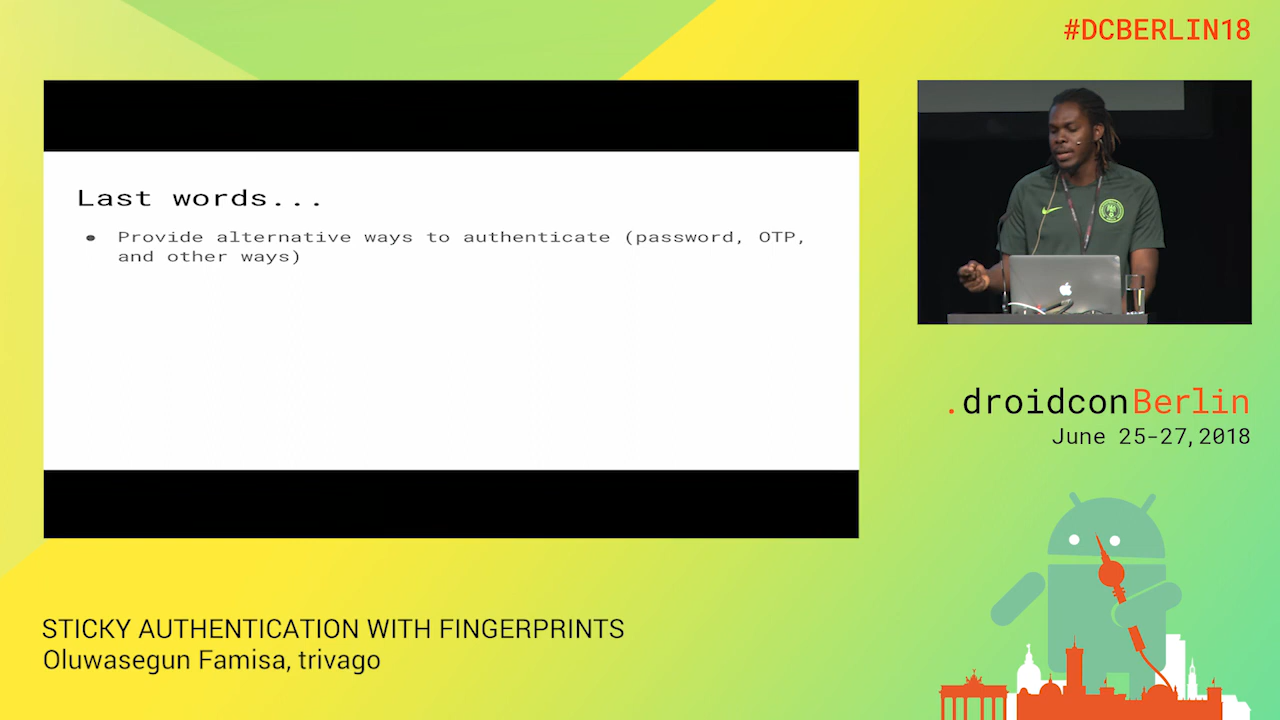 #DCBERLIN18
Last words...
● Provide alternative ways to authenticate (password, OTP,
and other ways)
.droidconBerlin
June 25-27, 2018
STICKY AUTHENTICATION WITH FINGERPRINTS
Oluwasegun Famisa, trivago